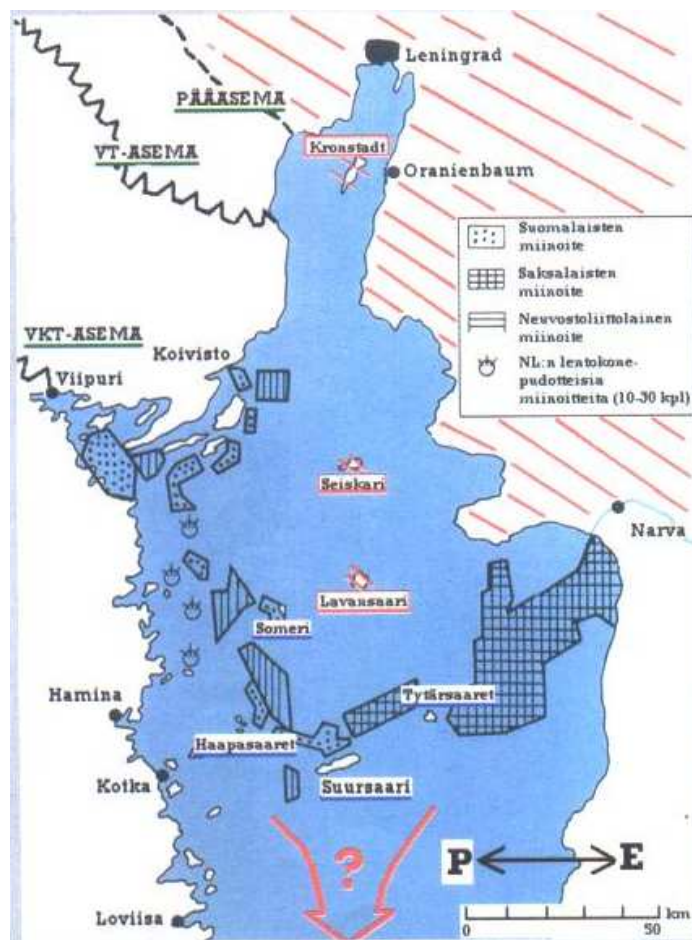 Leningrad
PÄÄASEMA
Kronstadt
VT-ASEMA
Oranienbaum
Suomalaisten
miinoite
Saksalaisten
miinoite
Neuvostoliittolainen
miinoite
NL:n lentokone-
pudotteisia
miinoitteita (10-30 kpl)
VKT-ASEMA
Koivisto
Viipuri
Seiskari
Narva
Lavansaari
Someri
Hamina
Tytärsaaret
Haapasaaret
Kotka
Suursaari
?
P E
Loviisa
km
0 50